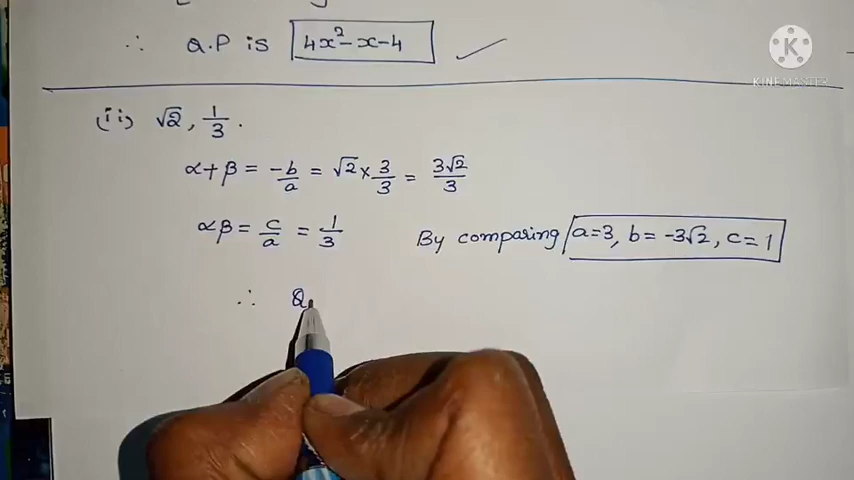 ∴ Q.P is 4x²-x-4
KINEMASTER
(ii) √2, 1/3.
α+β = -b/a = √2 × 3/3 = 3√2/3
αβ = c/a = 1/3 By comparing a=3, b= -3√2, c=1
∴ Q